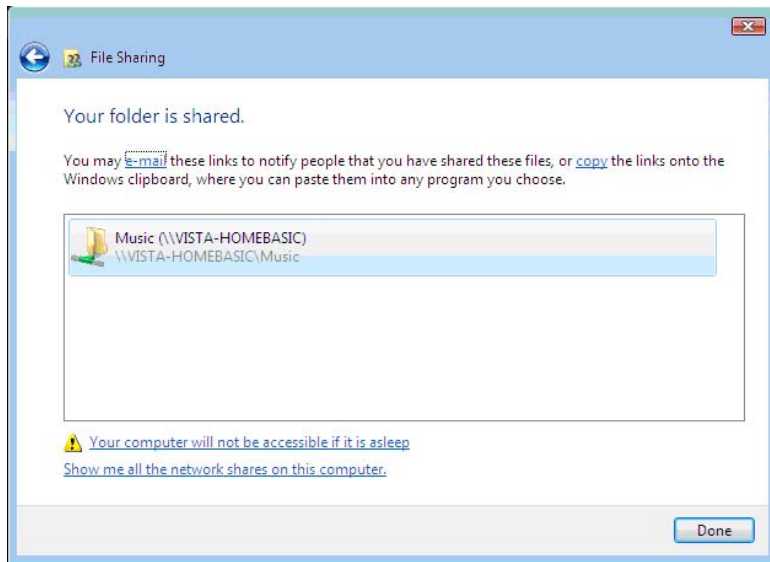 File Sharing
Your folder is shared.
You may e-mail these links to notify people that you have shared these files, or copy the links onto the
Windows clipboard, where you can paste them into any program you choose.
Music (\\VISTA-HOMEBASIC)
\\VISTA-HOMEBASIC\Music
Your computer will not be accessible if it is asleep
Show me all the network shares on this computer.
Done